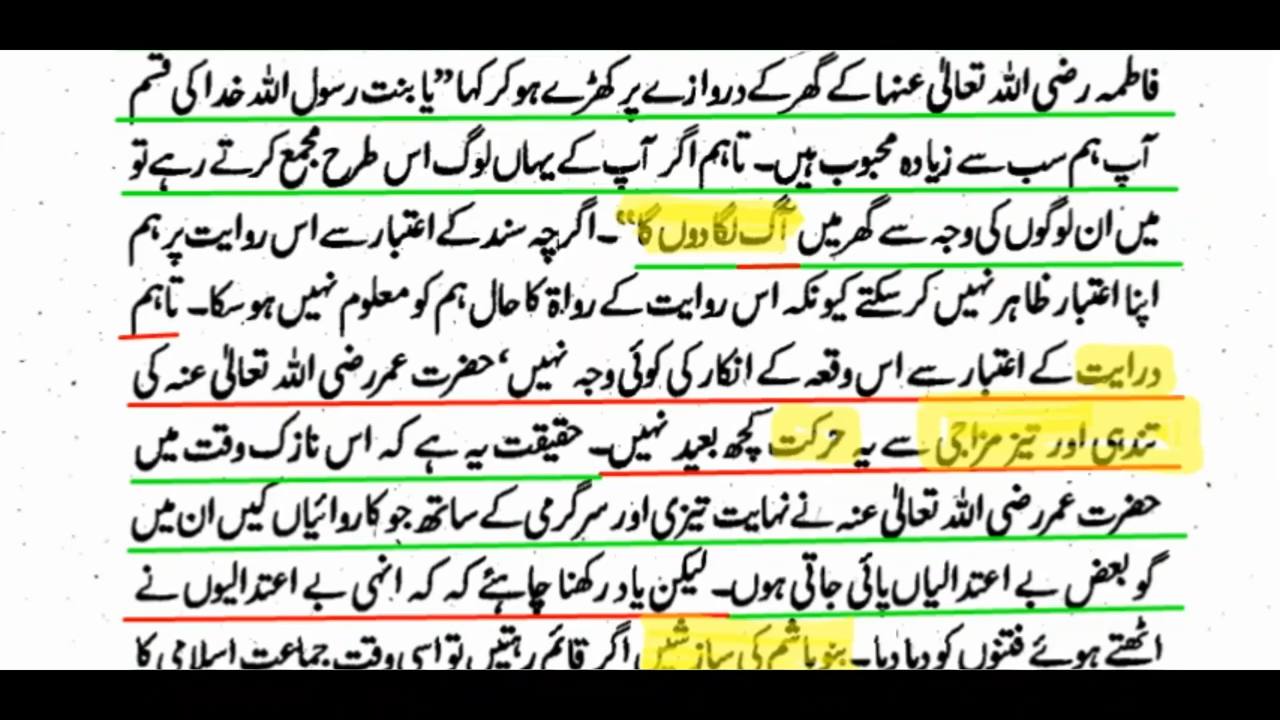 فاطمہ رضی اللہ تعالیٰ عنہا کے گھر کے دروازے پر کھڑے ہو کر کہا ”یا بنت رسول اللہ خدا کی قسم
آپ ہم سب سے زیادہ محبوب ہیں۔ تاہم اگر آپ کے یہاں لوگ اس طرح مجمع کرتے رہے تو
میں ان لوگوں کی وجہ سے گھر میں آگ لگا دوں گا“۔ اگرچہ سند کے اعتبار سے اس روایت پر ہم
اپنا اعتبار ظاہر نہیں کر سکتے کیونکہ اس روایت کے رواۃ کا حال ہم کو معلوم نہیں ہو سکا۔ تاہم
درایت کے اعتبار سے اس واقعہ کے انکار کی کوئی وجہ نہیں‘ حضرت عمر رضی اللہ تعالیٰ عنہ کی
تندہی اور تیز مزاجی سے یہ حرکت کچھ بعید نہیں۔ حقیقت یہ ہے کہ اس نازک وقت میں
حضرت عمر رضی اللہ تعالیٰ عنہ نے نہایت تیزی اور سرگرمی کے ساتھ جو کاروائیاں کیں ان میں
گو بعض بے اعتدالیاں پائی جاتی ہوں۔ لیکن یاد رکھنا چاہئے کہ کہ انہی بے اعتدالیوں نے
اٹھتے ہوئے فتنوں کو دبا دیا۔ بنو ہاشم کی سازشیں اگر قائم رہتیں تو اسی وقت جماعت اسلامی کا